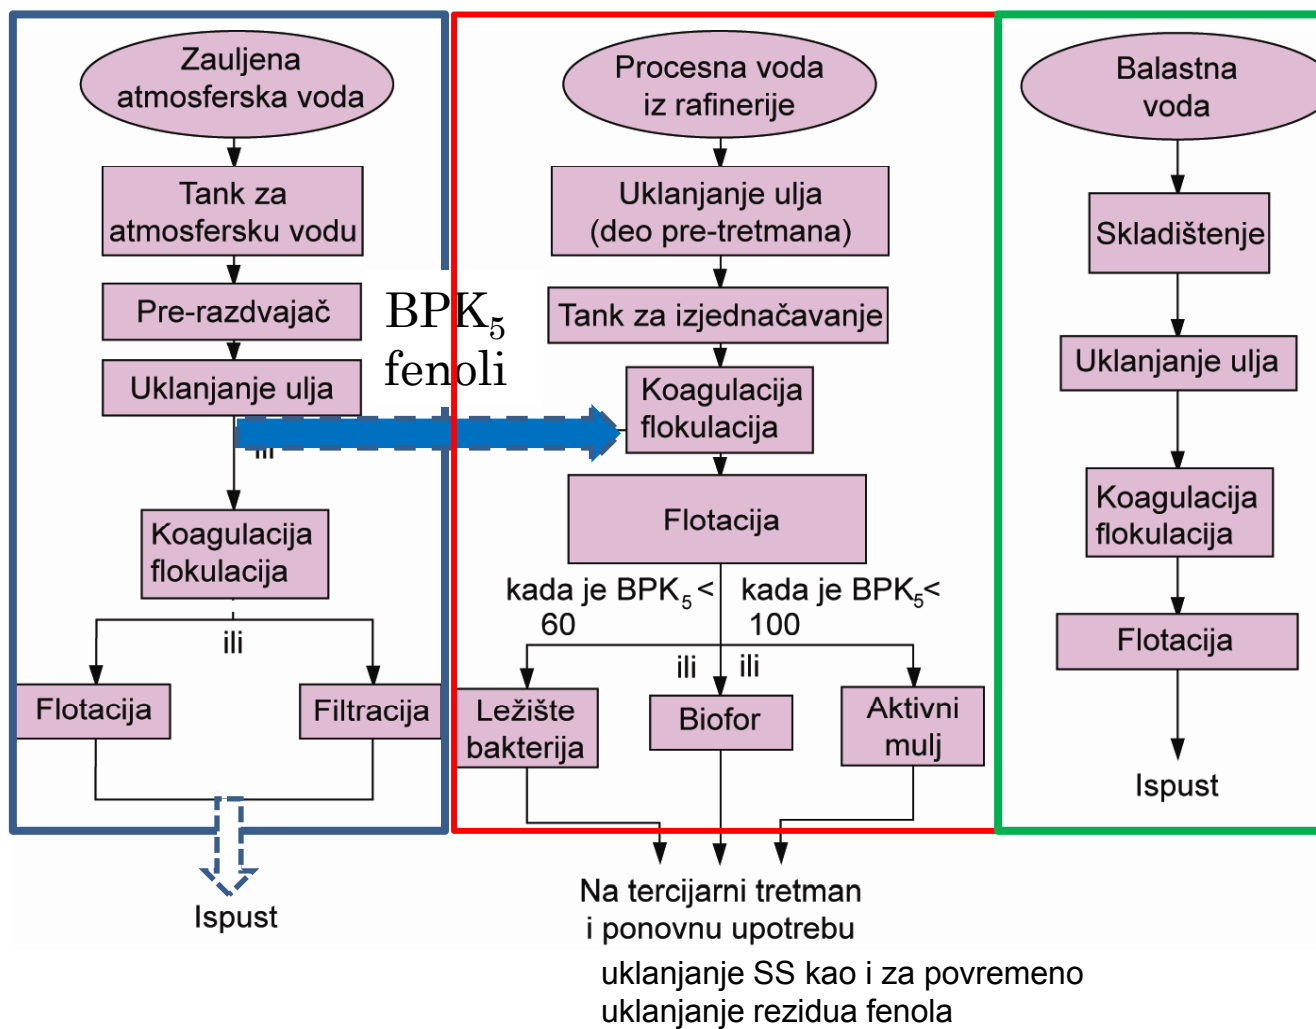 Zauljena
atmosferska voda
Tank za
atmosfersku vodu
Pre-razdvajač
Uklanjanje ulja
ili
Koagulacija
flokulacija
ili
Flotacija
Filtracija
Ispust
BPK₅
fenoli
Procesna voda
iz rafinerije
Uklanjanje ulja
(deo pre-tretmana)
Tank za izjednačavanje
Koagulacija
flokulacija
Flotacija
kada je BPK₅ <
60
kada je BPK₅<
100
ili
ili
Ležište
bakterija
Biofor
Aktivni
mulj
Na tercijarni tretman
i ponovnu upotrebu
uklanjanje SS kao i za povremeno
uklanjanje rezidua fenola
Balastna
voda
Skladištenje
Uklanjanje ulja
Koagulacija
flokulacija
Flotacija
Ispust